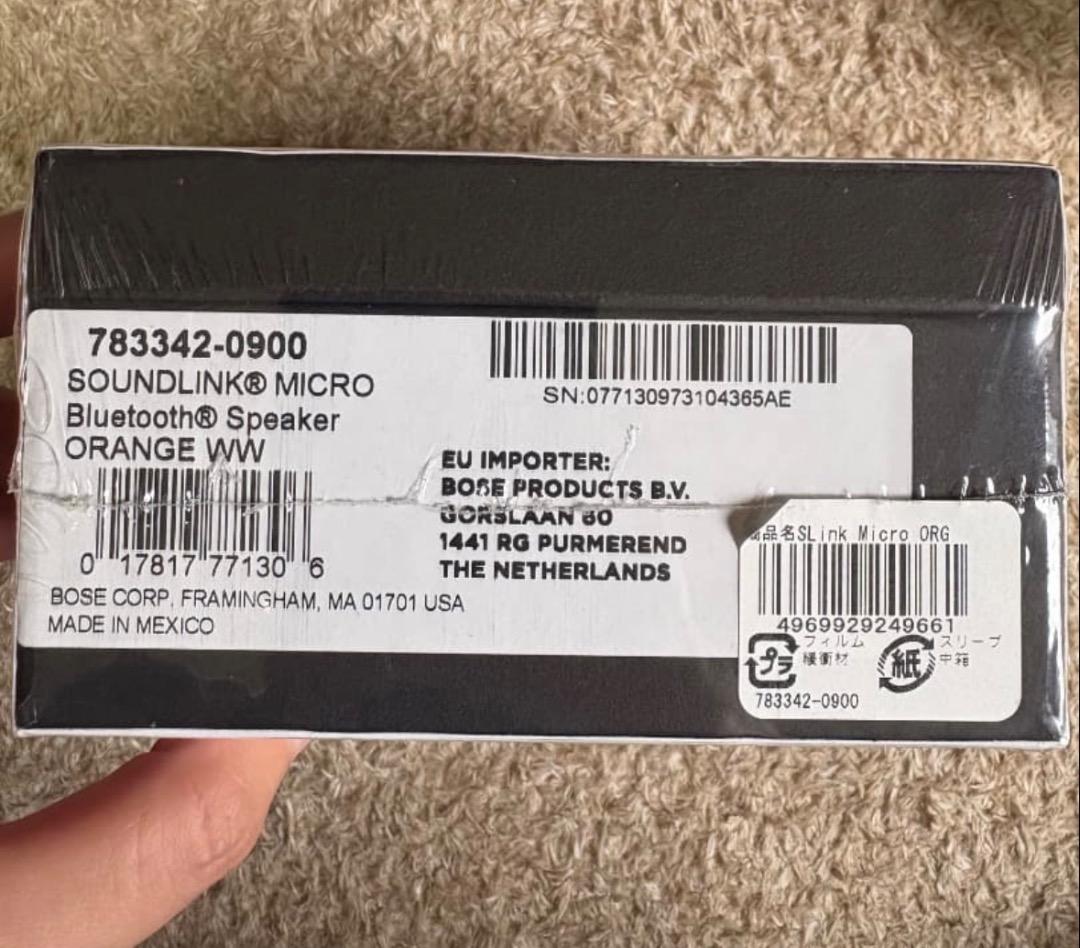 783342-0900
SOUNDLINK® MICRO
Bluetooth® Speaker
ORANGE WW
0 17817 77130 6
BOSE CORP, FRAMINGHAM, MA 01701 USA
MADE IN MEXICO
SN:077130973104365AE
EU IMPORTER:
BOSE PRODUCTS B.V.
GORSLAAN 60
1441 RG PURMEREND
THE NETHERLANDS
商品名SLink Micro ORG
4969929249661
プラ
フィルム
緩衝材
紙
スリーブ
中箱
783342-0900